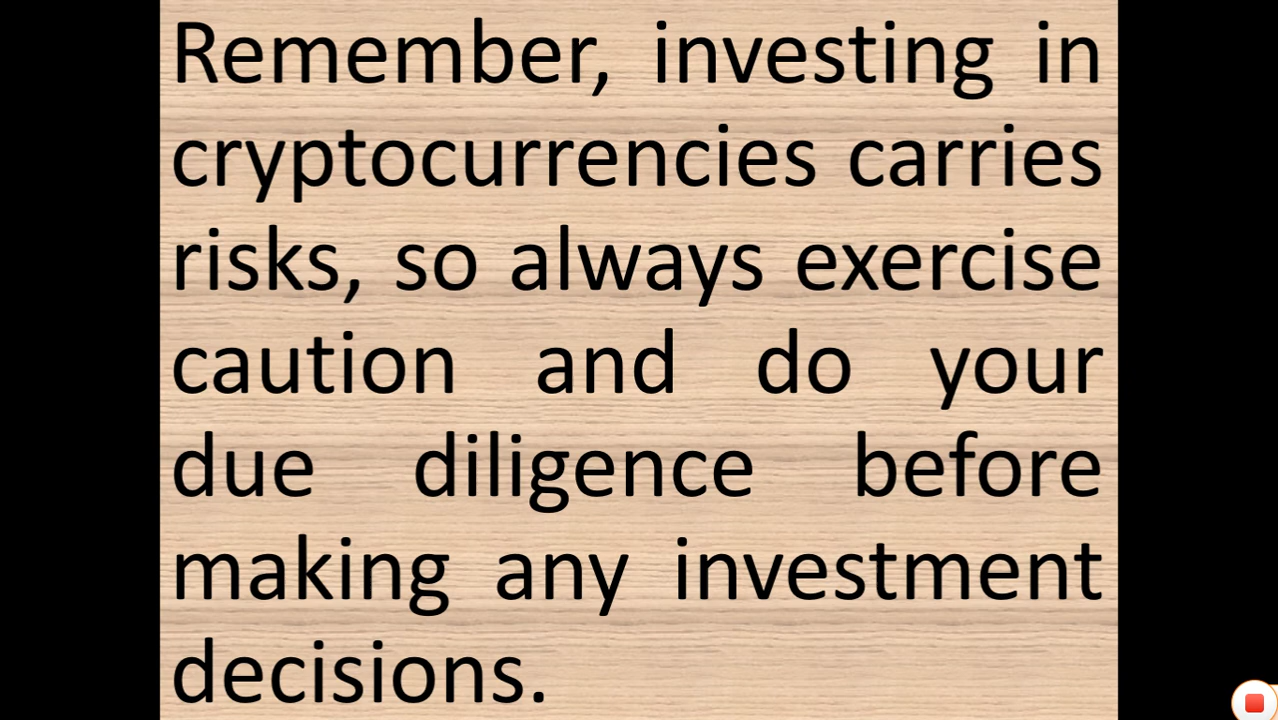 Remember, investing in
cryptocurrencies carries
risks, so always exercise
caution and do your
due diligence before
making any investment
decisions.